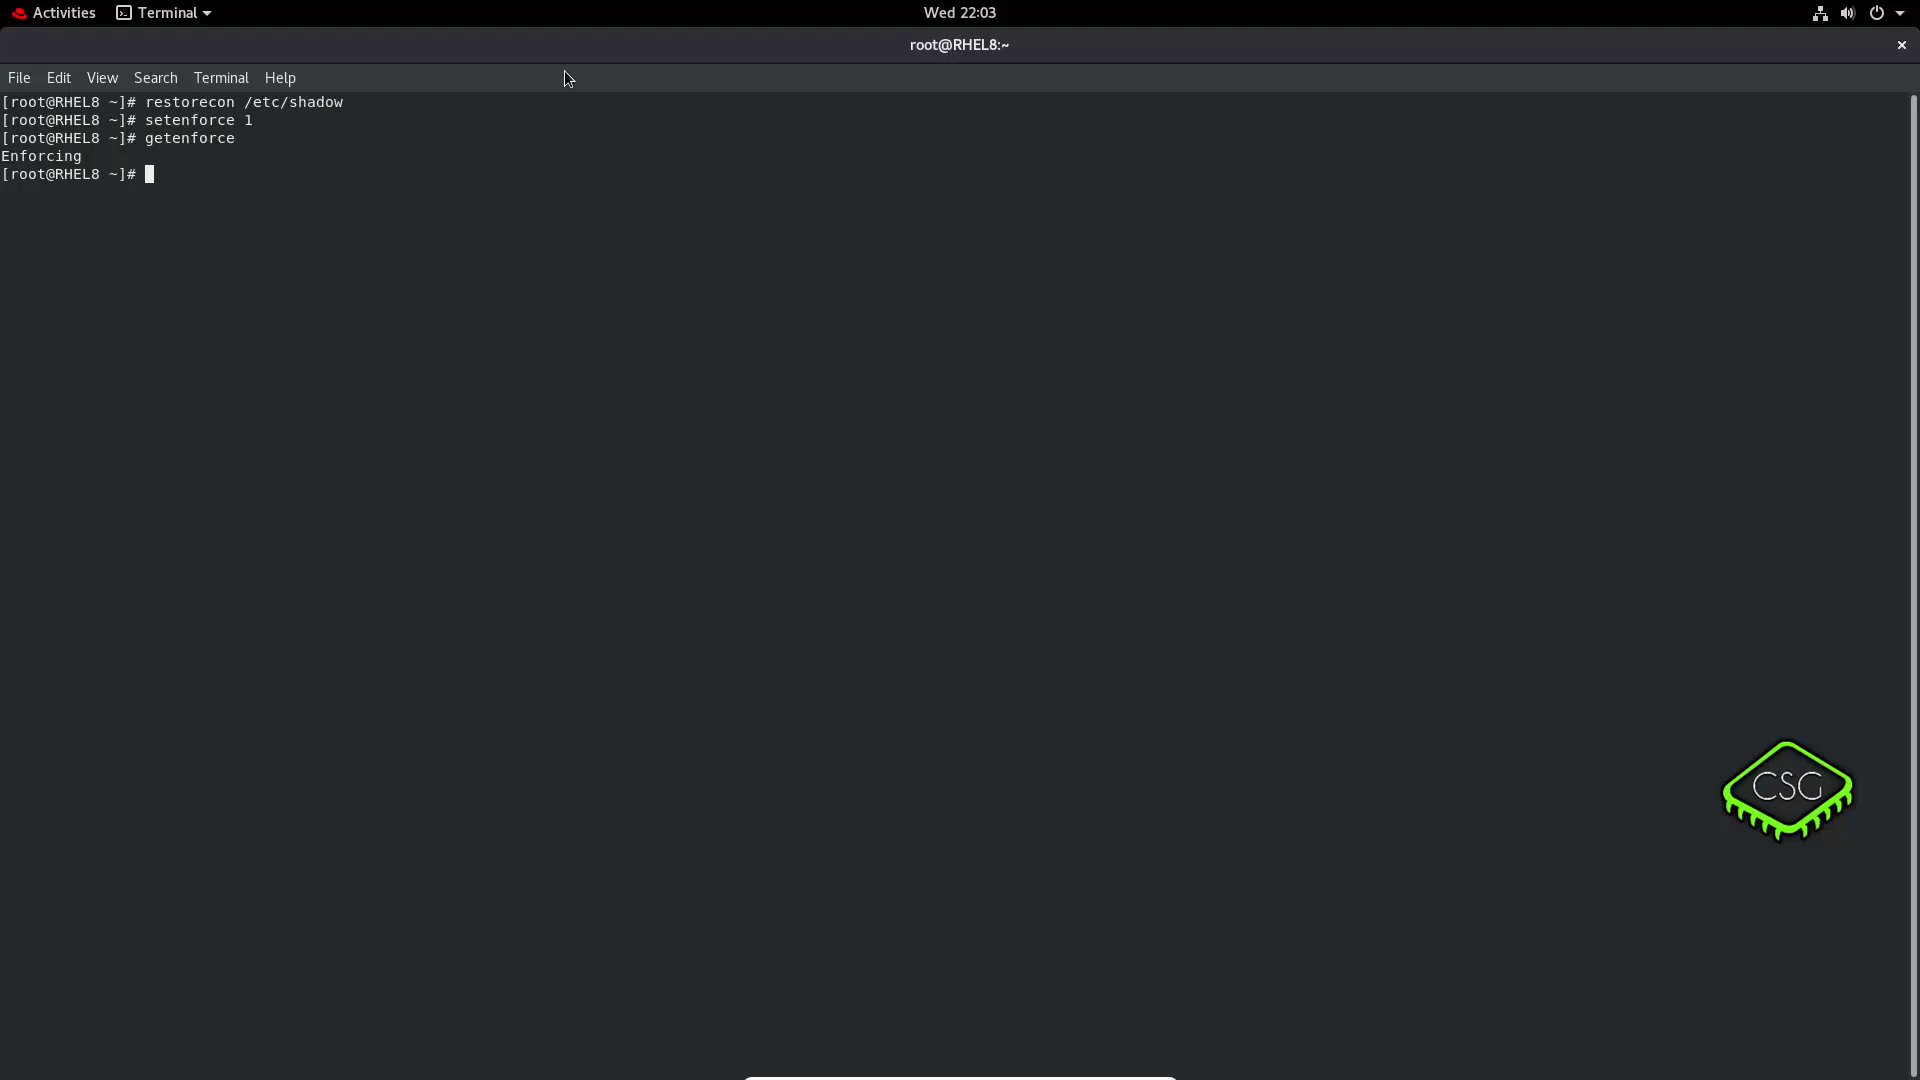 Activities Terminal Wed 22:03
root@RHEL8:~ ×
File Edit View Search Terminal Help
[root@RHEL8 ~]# restorecon /etc/shadow
[root@RHEL8 ~]# setenforce 1
[root@RHEL8 ~]# getenforce
Enforcing
[root@RHEL8 ~]#
CSG